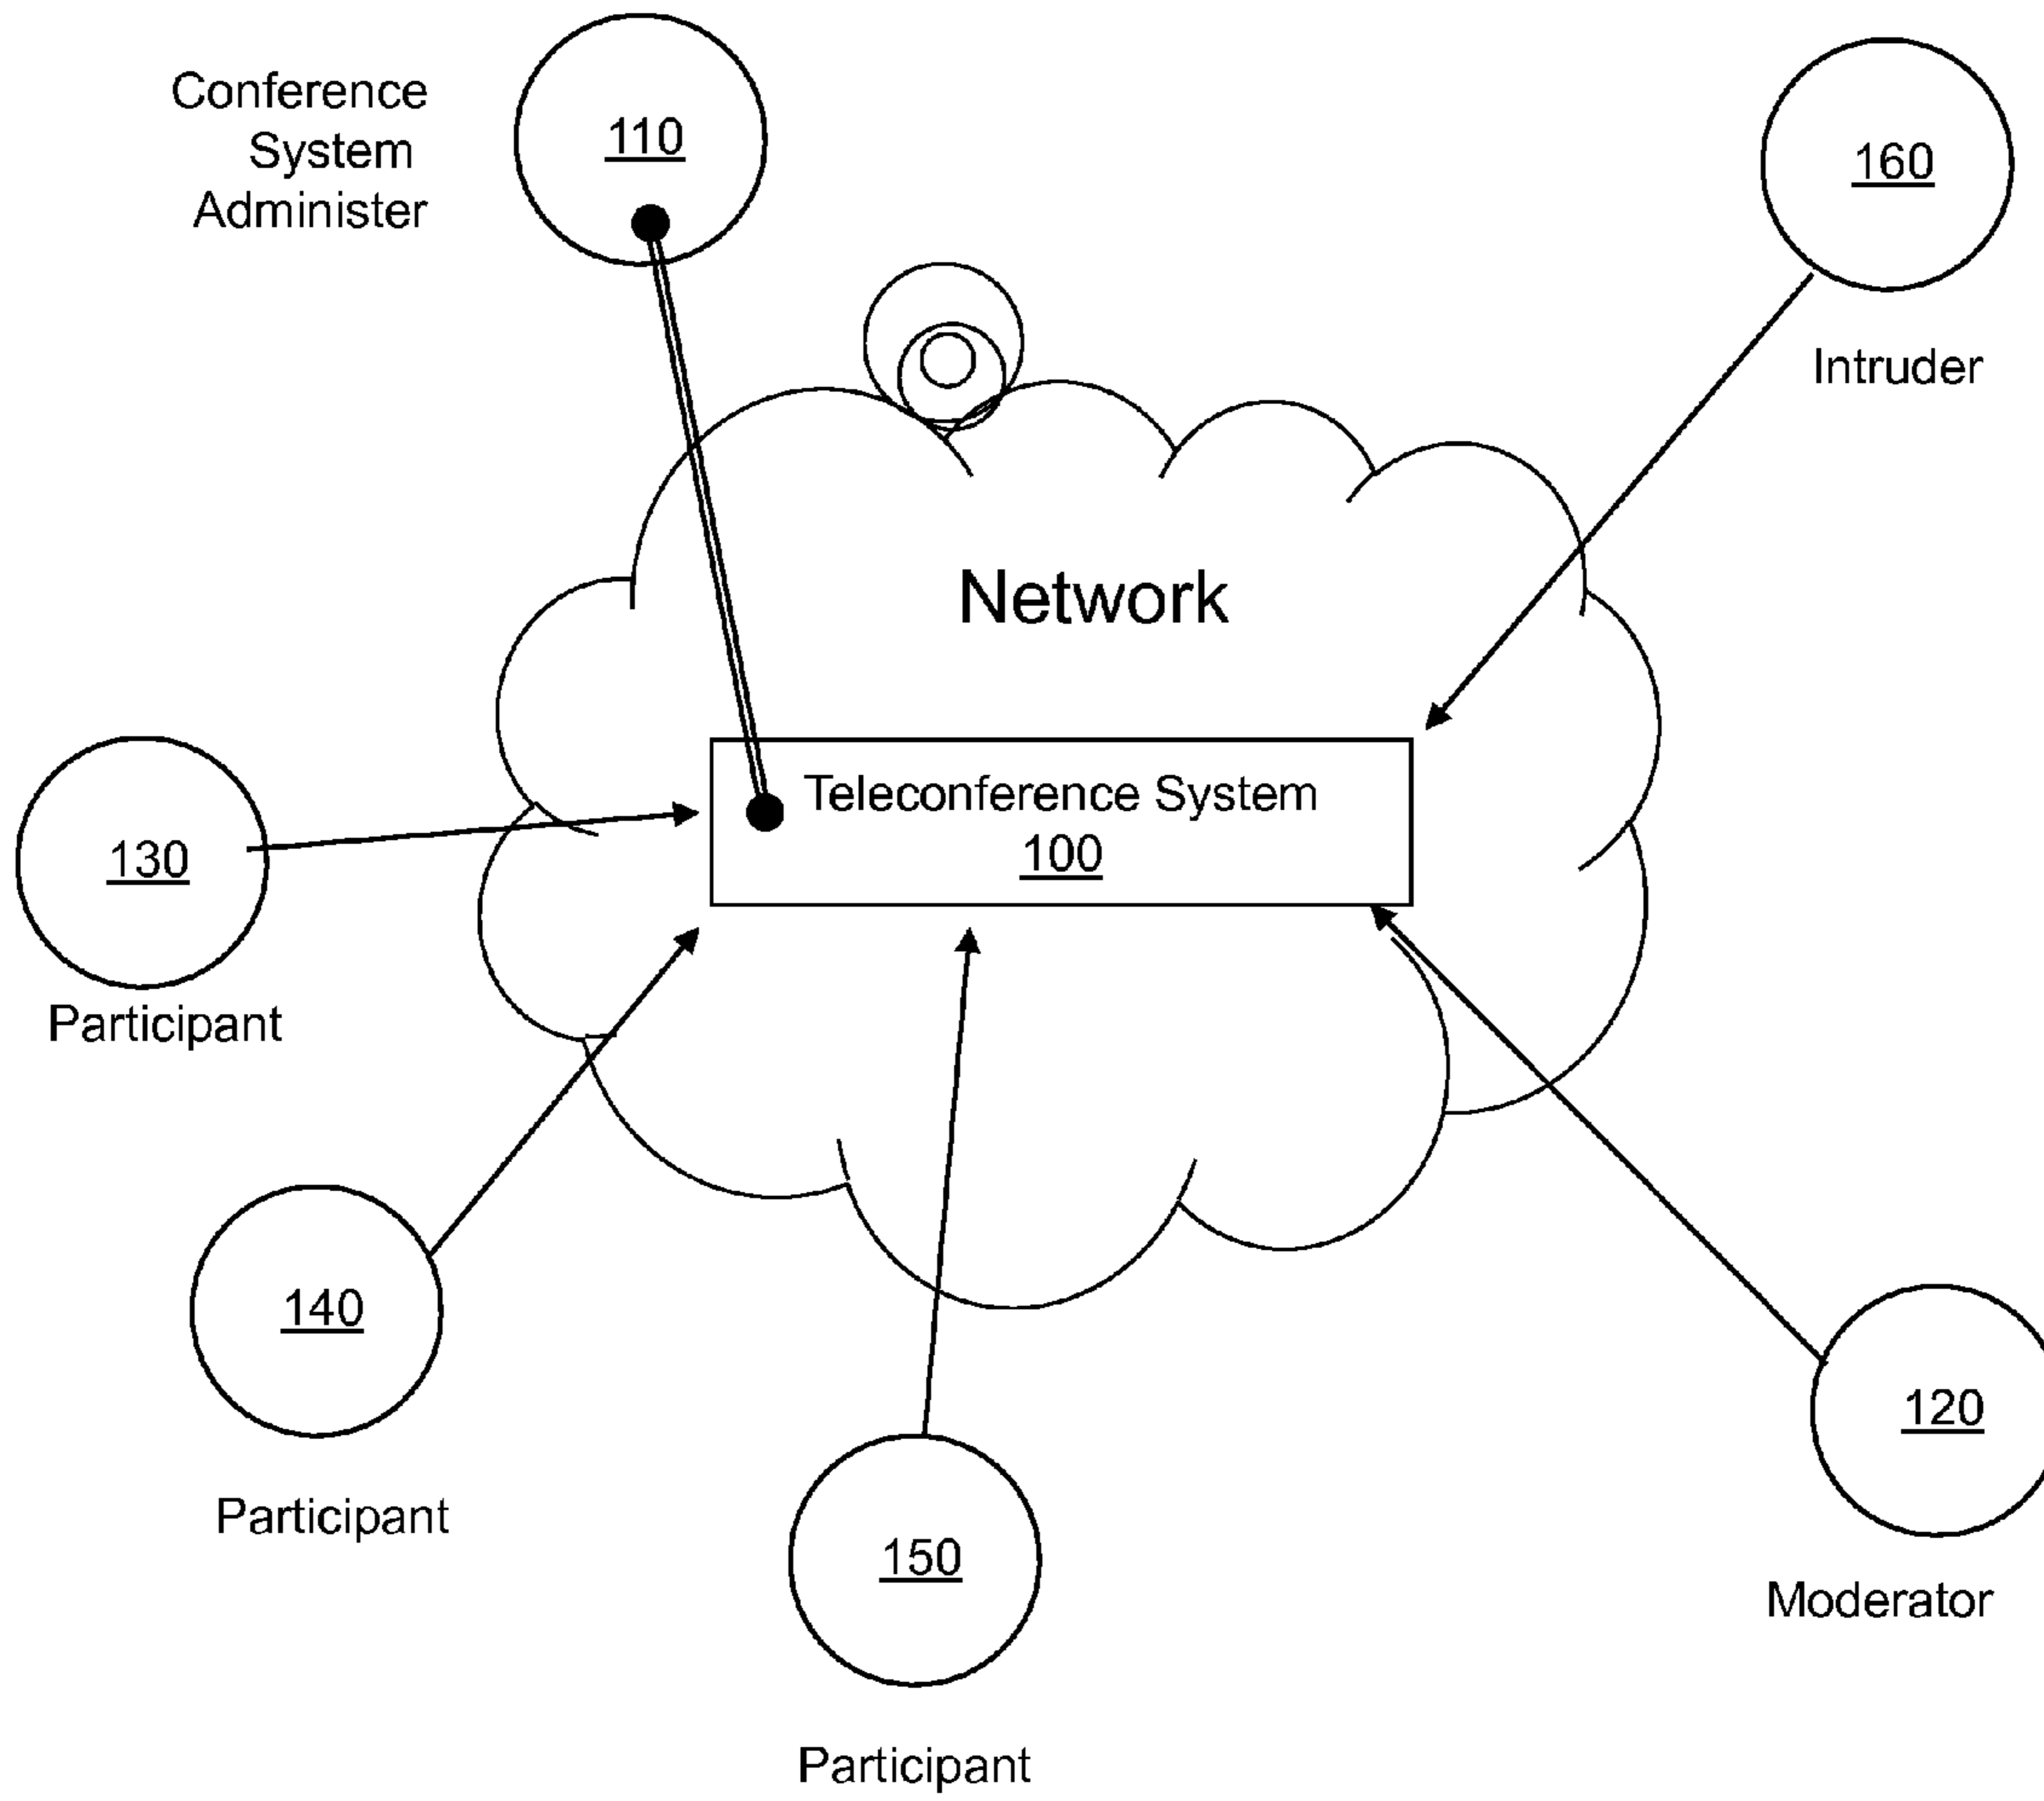 Conference
System
Administer
110
160
Intruder
Network
Teleconference System
100
130
Participant
140
Participant
150
Participant
120
Moderator